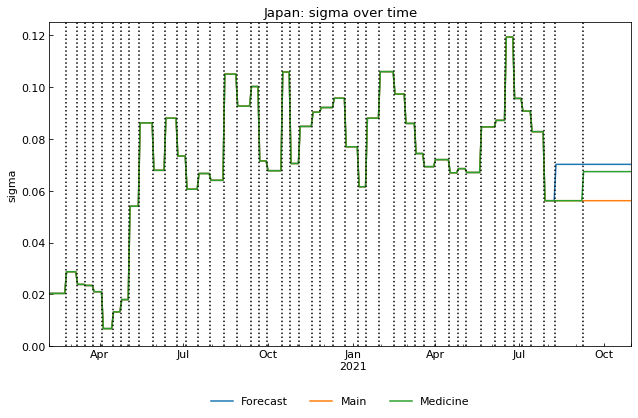 Japan: sigma over time
0.12
0.10
0.08
0.06
0.04
0.02
0.00
sigma
Apr Jul Oct Jan Apr Jul Oct
2021
Forecast Main Medicine